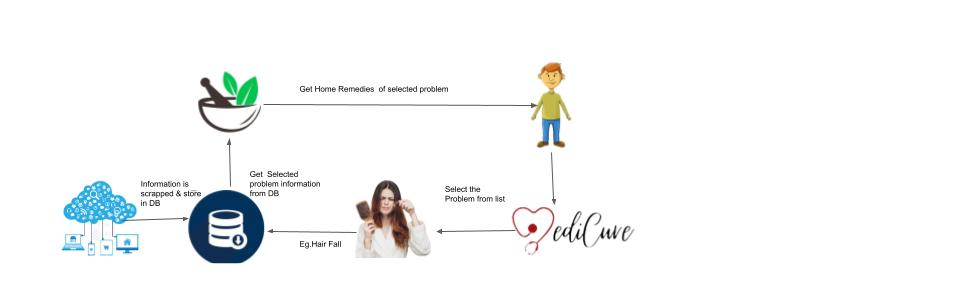 Get Home Remedies  of selected problem
Information is
scrapped & store
in DB
Get  Selected
problem information
from DB
Select the
Problem from list
Eg.Hair Fall
ediCure